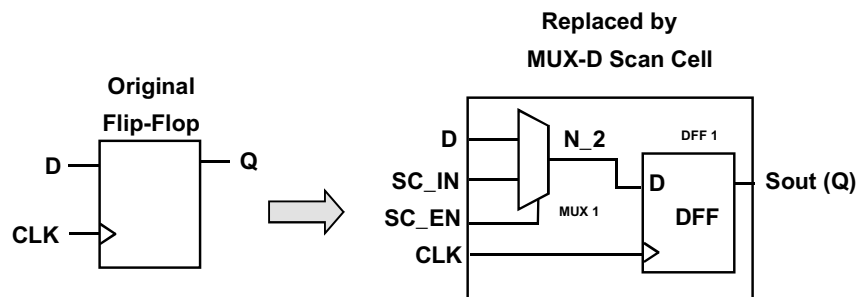 Original
Flip-Flop
D
Q
CLK
Replaced by
MUX-D Scan Cell
D
N_2
DFF 1
SC_IN
D
Sout (Q)
SC_EN
MUX 1
DFF
CLK